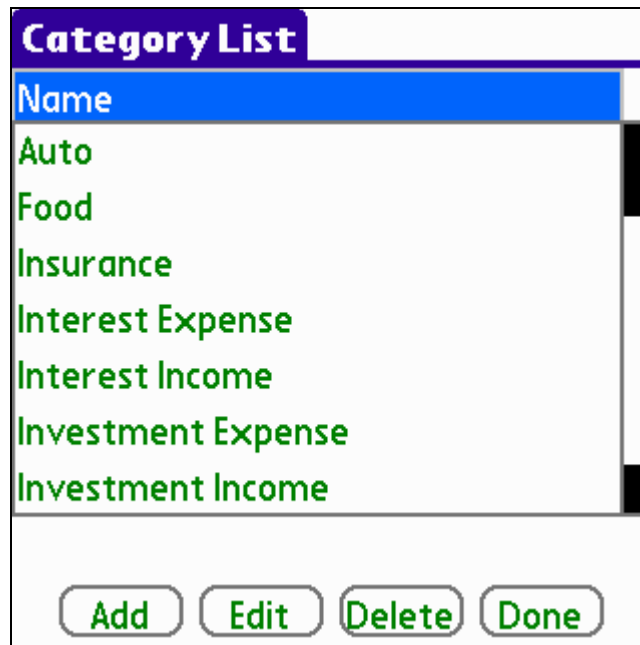 Category List
Name
Auto
Food
Insurance
Interest Expense
Interest Income
Investment Expense
Investment Income
Add Edit Delete Done